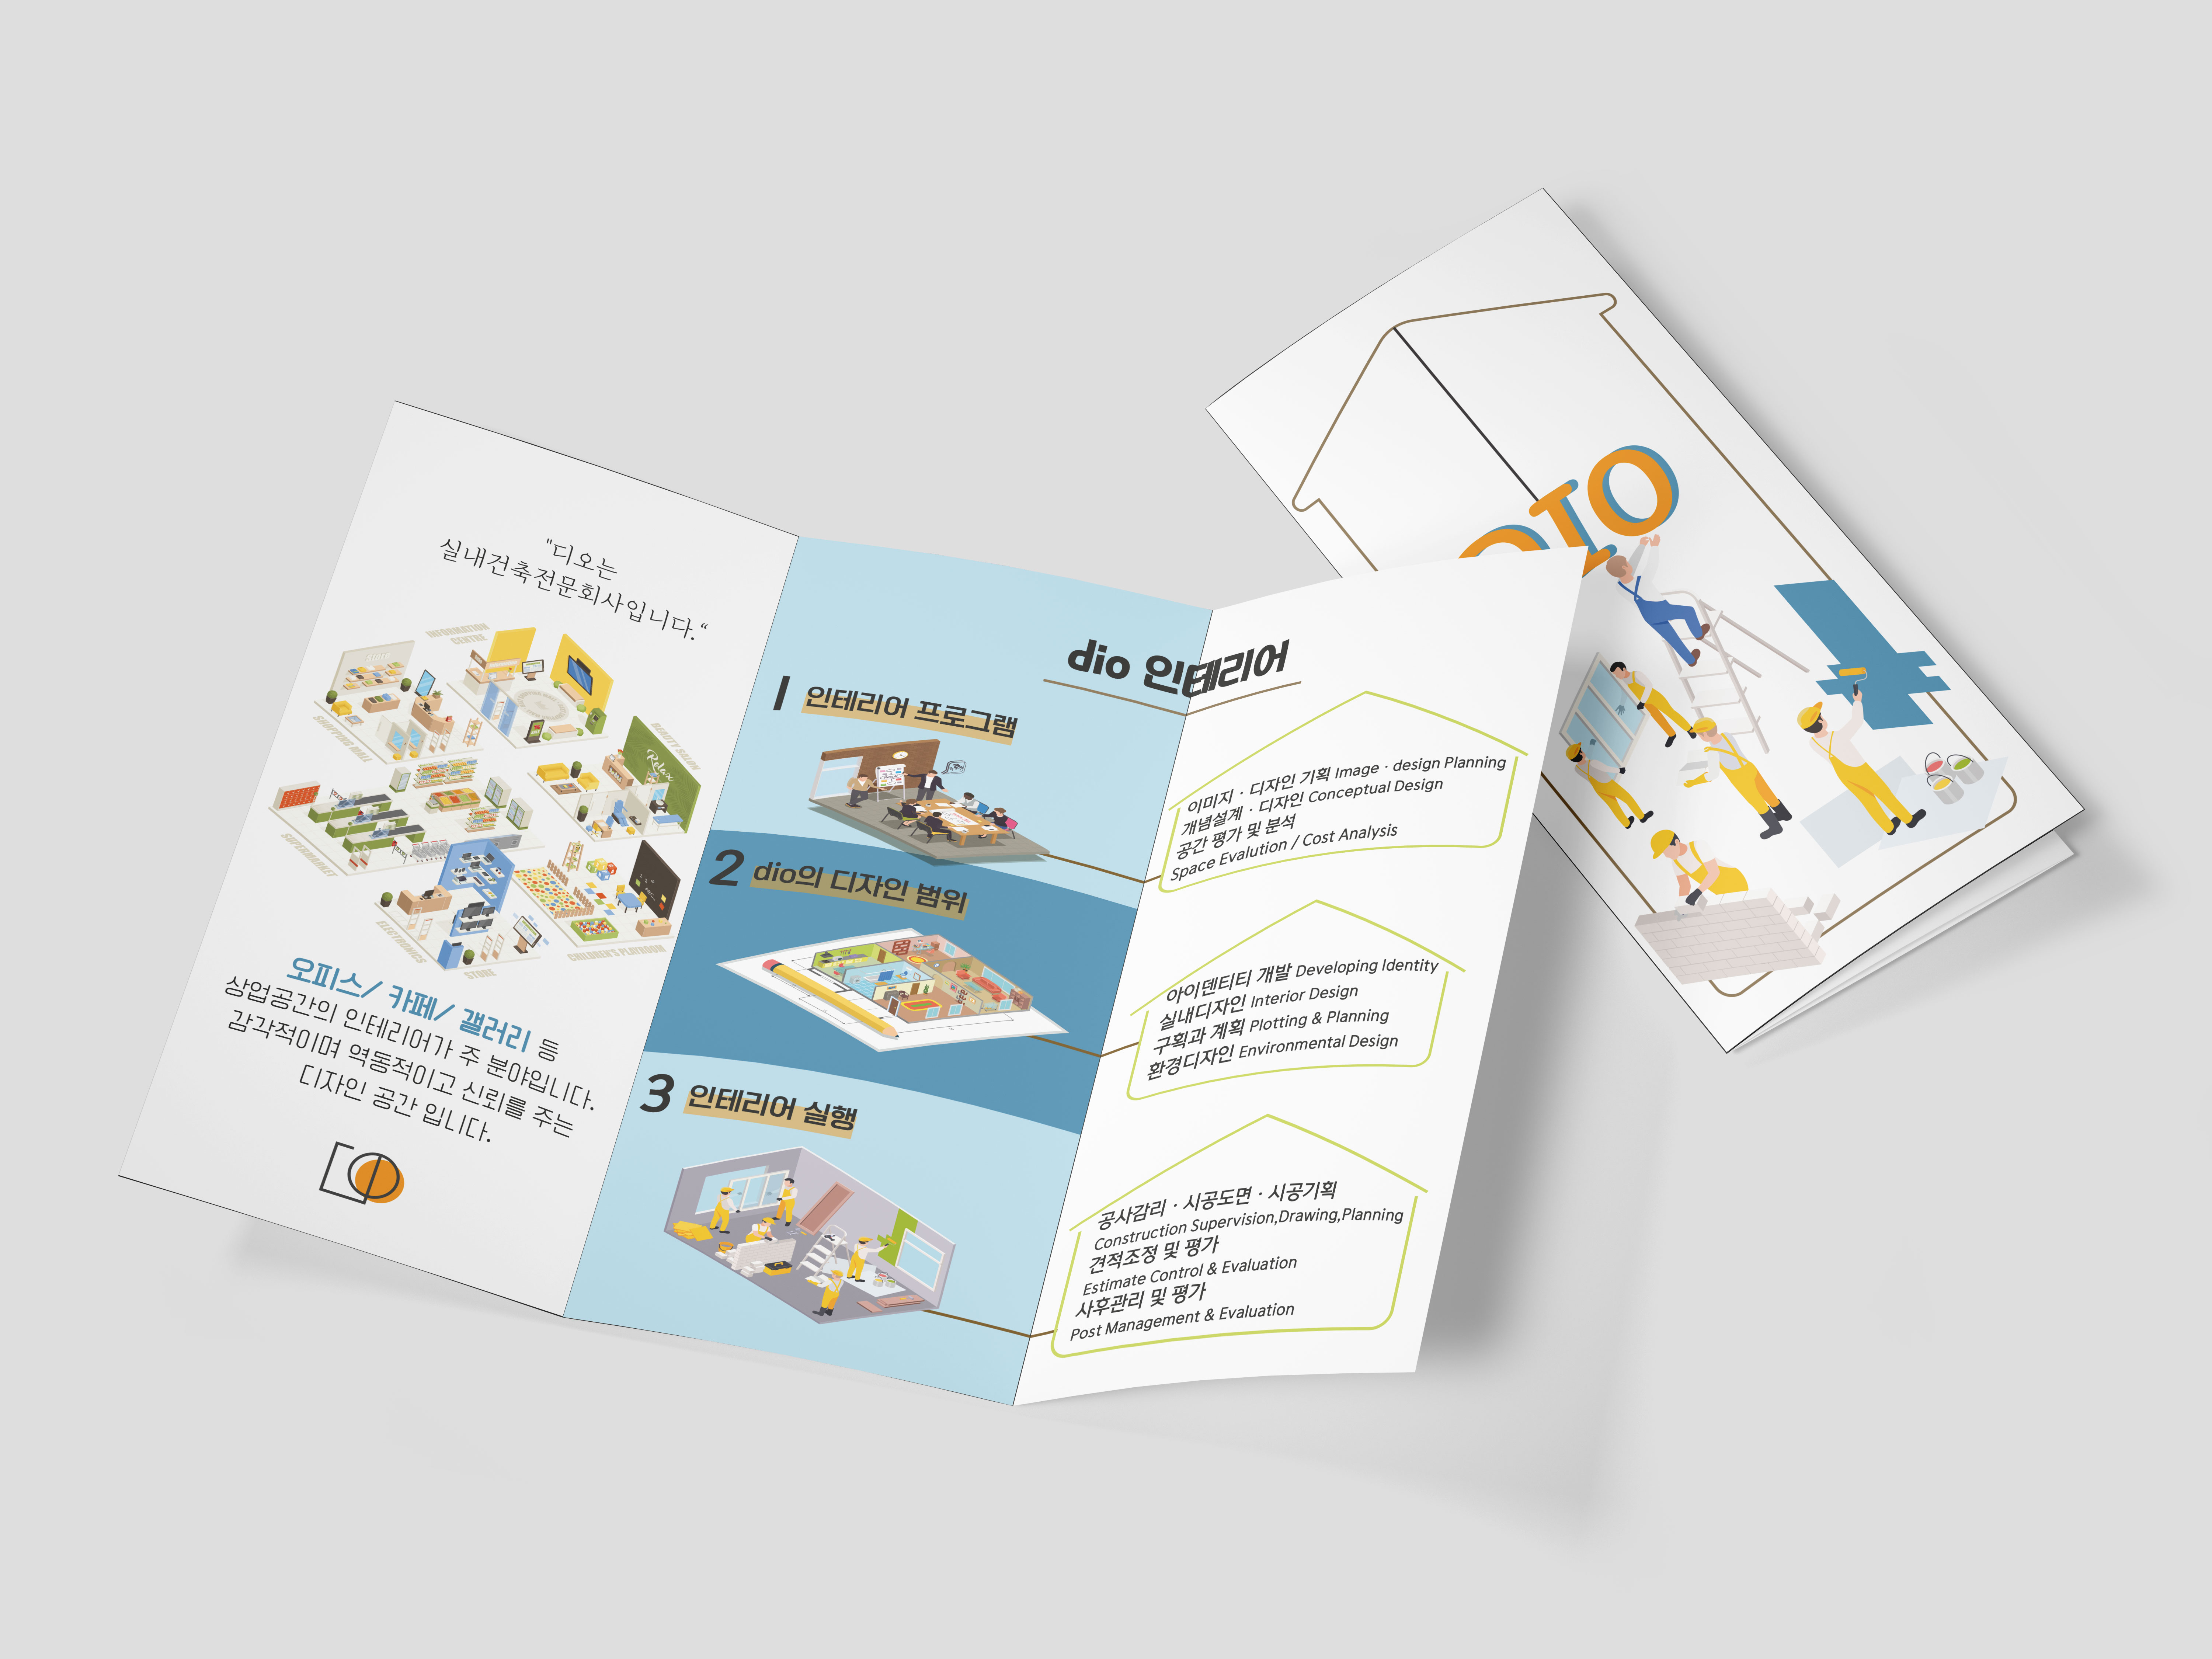 "디오는
실내건축전문회사입니다.“
INFORMATION
CENTRE
SHOPPING MALL
BEAUTY SALON
Relax
SUPERMARKET
ELECTRONICS
STORE
CHILDREN'S PLAYROOM
오피스/ 카페/ 갤러리 등
상업공간의 인테리어가 주 분야입니다.
감각적이며 역동적이고 신뢰를 주는
디자인 공간 입니다.
dio 인테리어
1 인테리어 프로그램
이미지 · 디자인 기획 Image · design Planning
개념설계 · 디자인 Conceptual Design
공간 평가 및 분석
Space Evalution / Cost Analysis
2 dio의 디자인 범위
아이덴티티 개발 Developing Identity
실내디자인 Interior Design
구획과 계획 Plotting & Planning
환경디자인 Environmental Design
3 인테리어 실행
공사감리 · 시공도면 · 시공기획
Construction Supervision,Drawing,Planning
견적조정 및 평가
Estimate Control & Evaluation
사후관리 및 평가
Post Management & Evaluation
DIO